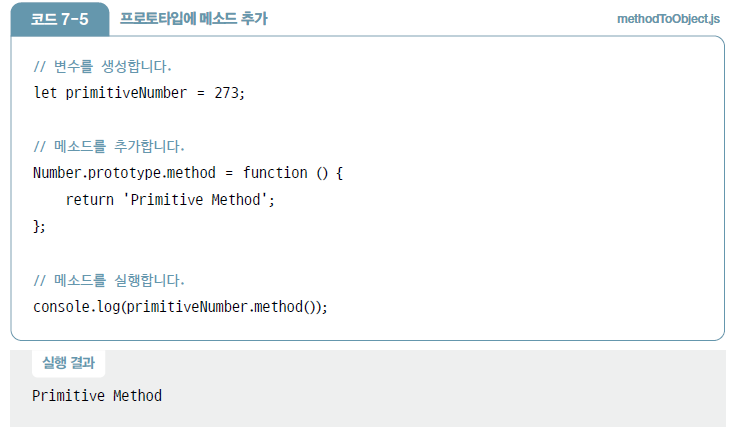 코드 7-5 프로토타입에 메소드 추가 methodToObject.js
// 변수를 생성합니다.
let primitiveNumber = 273;
// 메소드를 추가합니다.
Number.prototype.method = function () {
    return 'Primitive Method';
};
// 메소드를 실행합니다.
console.log(primitiveNumber.method());
실행 결과
Primitive Method